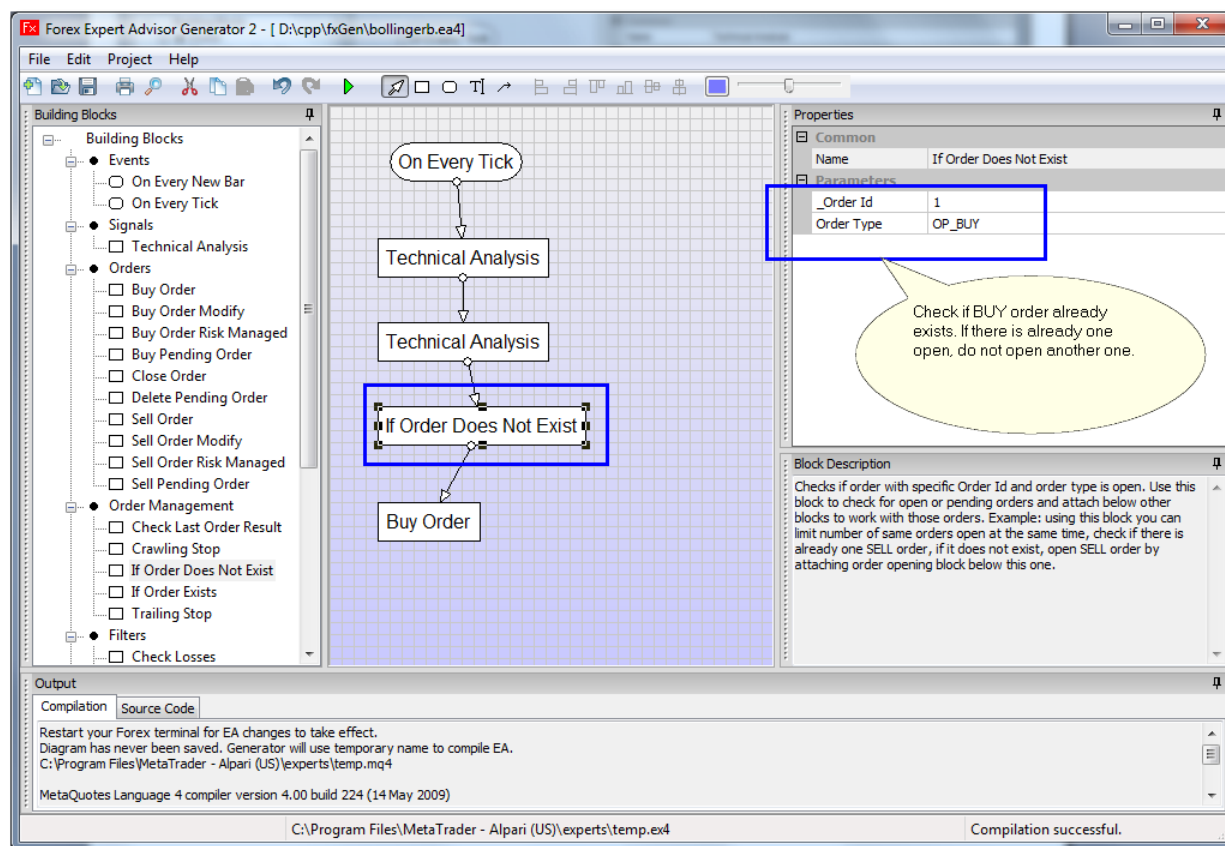 Fx Forex Expert Advisor Generator 2 - [ D:\cpp\fxGen\bollingerb.ea4]
File Edit Project Help
Building Blocks
Building Blocks
Events
On Every New Bar
On Every Tick
Signals
Technical Analysis
Orders
Buy Order
Buy Order Modify
Buy Order Risk Managed
Buy Pending Order
Close Order
Delete Pending Order
Sell Order
Sell Order Modify
Sell Order Risk Managed
Sell Pending Order
Order Management
Check Last Order Result
Crawling Stop
If Order Does Not Exist
If Order Exists
Trailing Stop
Filters
Check Losses
On Every Tick
Technical Analysis
Technical Analysis
If Order Does Not Exist
Buy Order
Properties
Common
Name If Order Does Not Exist
Parameters
_Order Id 1
Order Type OP_BUY
Check if BUY order already
exists. If there is already one
open, do not open another one.
Block Description
Checks if order with specific Order Id and order type is open. Use this
block to check for open or pending orders and attach below other
blocks to work with those orders. Example: using this block you can
limit number of same orders open at the same time, check if there is
already one SELL order, if it does not exist, open SELL order by
attaching order opening block below this one.
Output
Compilation Source Code
Restart your Forex terminal for EA changes to take effect.
Diagram has never been saved. Generator will use temporary name to compile EA.
C:\Program Files\MetaTrader - Alpari (US)\experts\temp.mq4
MetaQuotes Language 4 compiler version 4.00 build 224 (14 May 2009)
C:\Program Files\MetaTrader - Alpari (US)\experts\temp.ex4 Compilation successful.